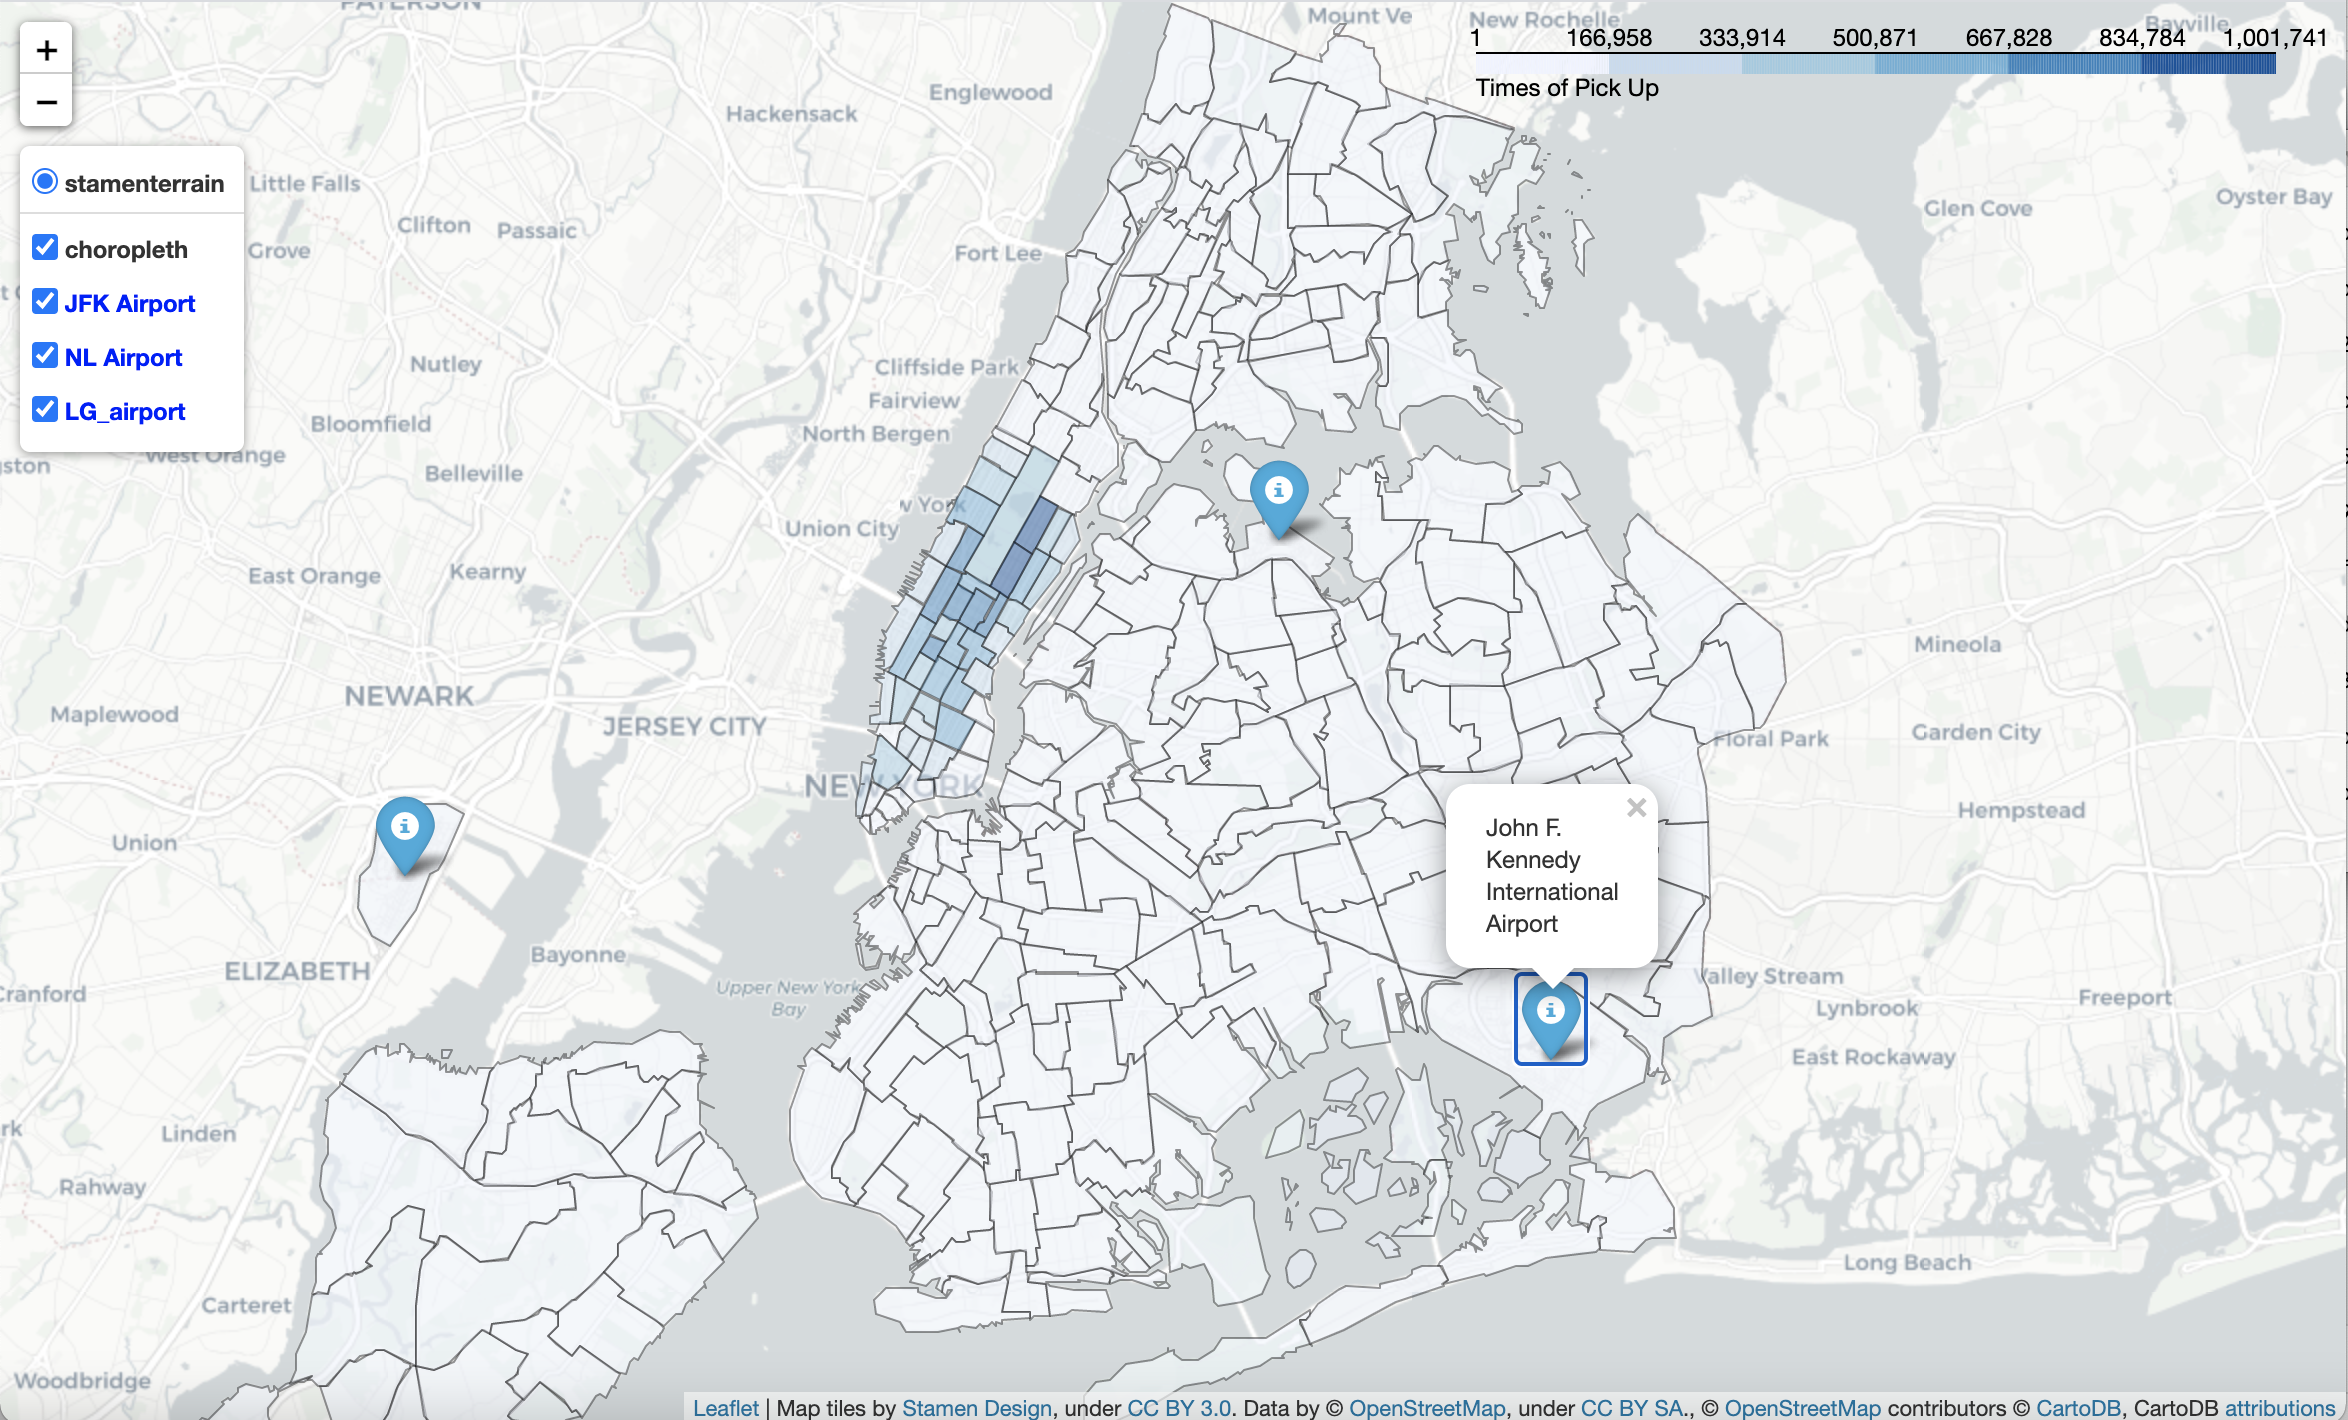 PATERSON
Mount Ve
New Rochelle
Bayville
1 166,958 333,914 500,871 667,828 834,784 1,001,741
Times of Pick Up
+
−
stamenterrain
choropleth
JFK Airport
NL Airport
LG_airport
Englewood
Hackensack
Little Falls
Clifton
Passaic
Grove
Fort Lee
Glen Cove
Oyster Bay
Nutley
Cliffside Park
Fairview
Bloomfield
North Bergen
West Orange
Belleville
w York
Union City
East Orange
Kearny
Mineola
NEWARK
Maplewood
JERSEY CITY
Garden City
Floral Park
NEW YORK
Hempstead
Union
×
John F.
Kennedy
International
Airport
Bayonne
ELIZABETH
Cranford
Upper New York
Bay
Valley Stream
Lynbrook
Freeport
East Rockaway
Linden
rk
Rahway
Long Beach
Carteret
Woodbridge
Leaflet | Map tiles by Stamen Design, under CC BY 3.0. Data by © OpenStreetMap, under CC BY SA., © OpenStreetMap contributors © CartoDB, CartoDB attributions